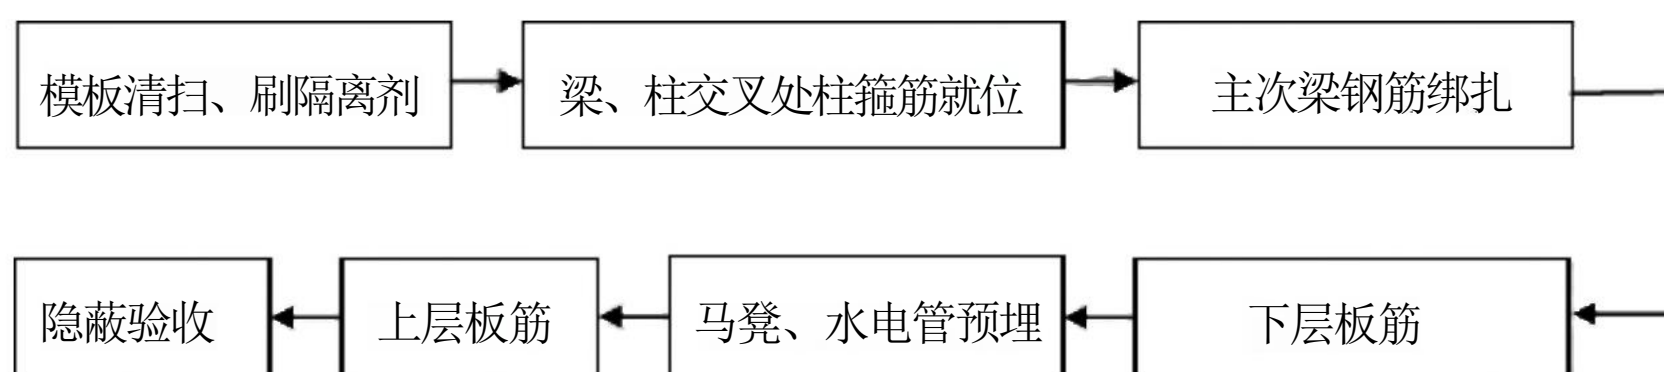 模板清扫、刷隔离剂
梁、柱交叉处柱箍筋就位
主次梁钢筋绑扎
下层板筋
马凳、水电管预埋
上层板筋
隐蔽验收